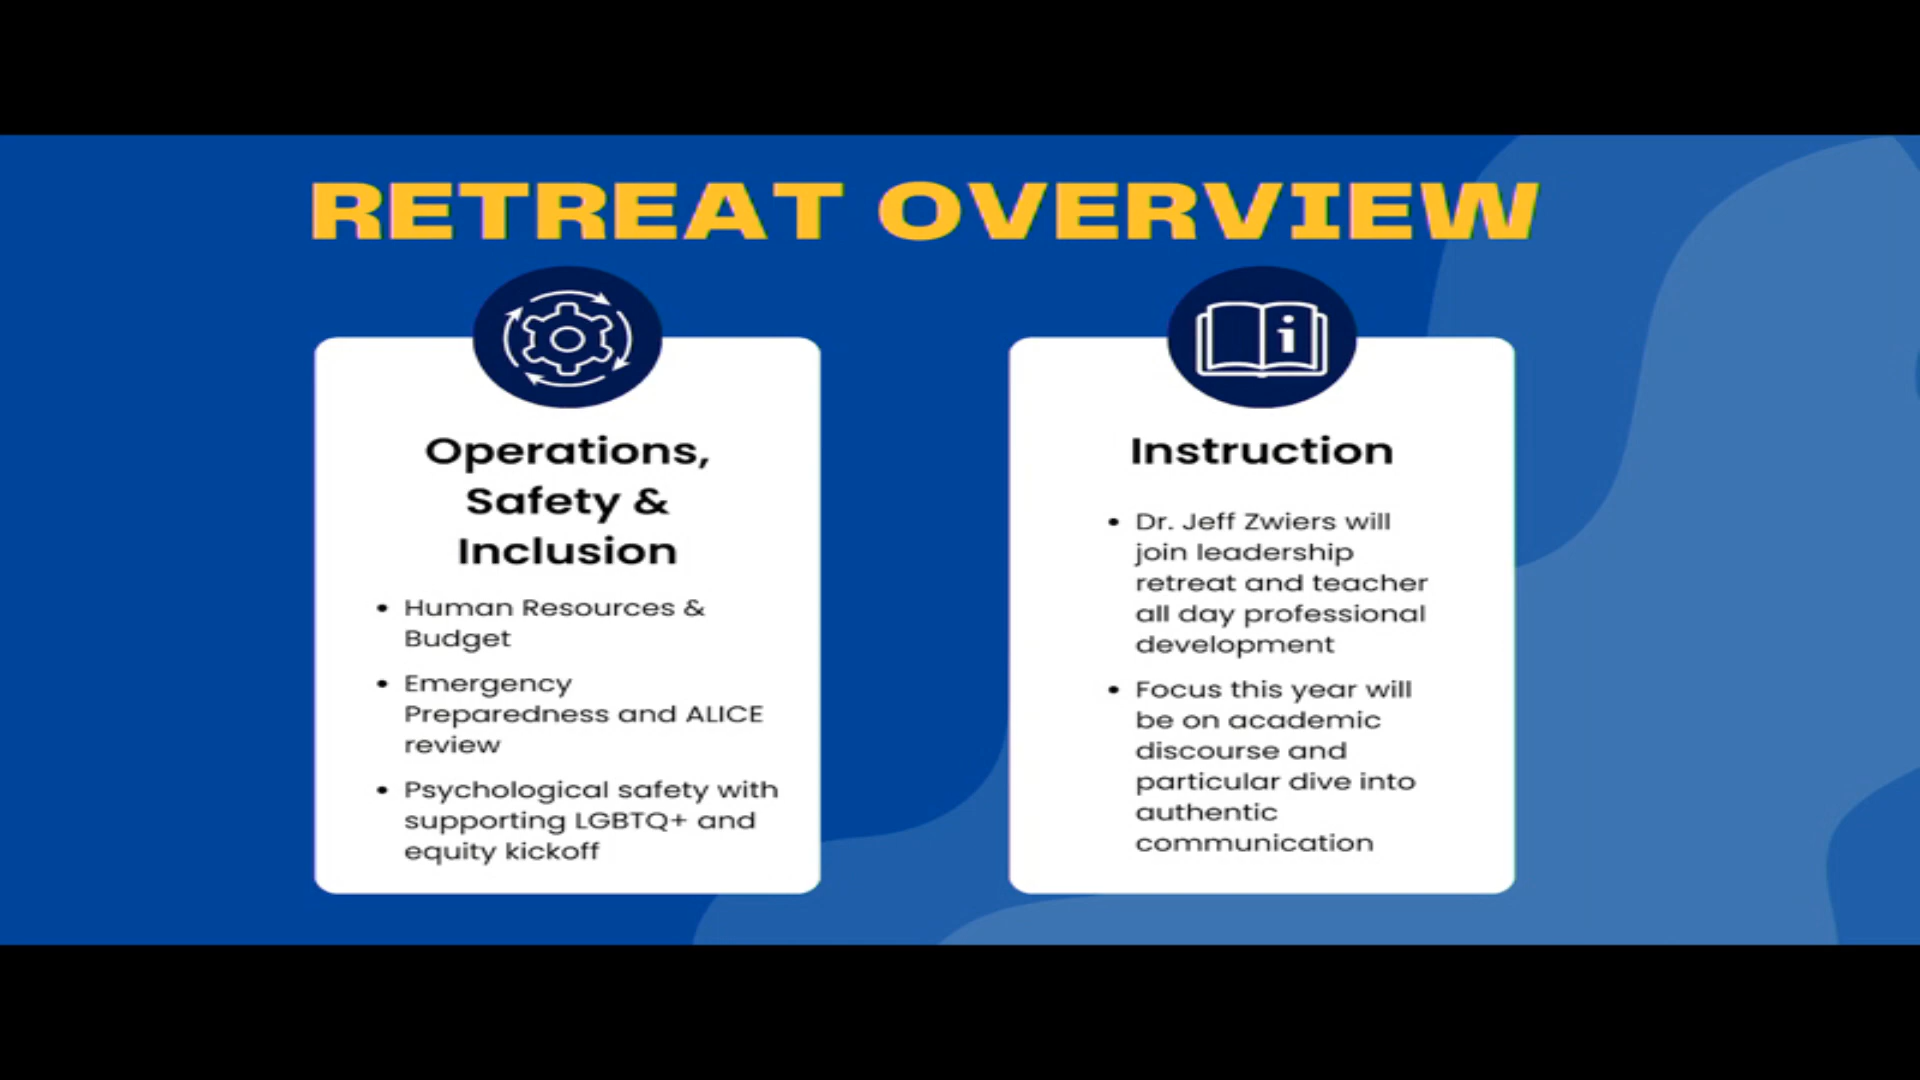 RETREAT OVERVIEW
Operations,
Safety &
Inclusion
Human Resources &
Budget
Emergency
Preparedness and ALICE
review
Psychological safety with
supporting LGBTQ+ and
equity kickoff
Instruction
Dr. Jeff Zwiers will
join leadership
retreat and teacher
all day professional
development
Focus this year will
be on academic
discourse and
particular dive into
authentic
communication